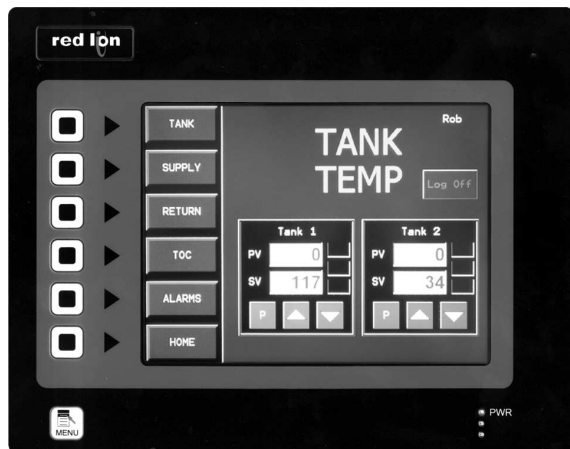 red lion
TANK
SUPPLY
RETURN
TOC
ALARMS
HOME
Rob
TANK
TEMP
Log Off
Tank 1
PV 0
SV 117
P
Tank 2
PV 0
SV 34
P
MENU
PWR